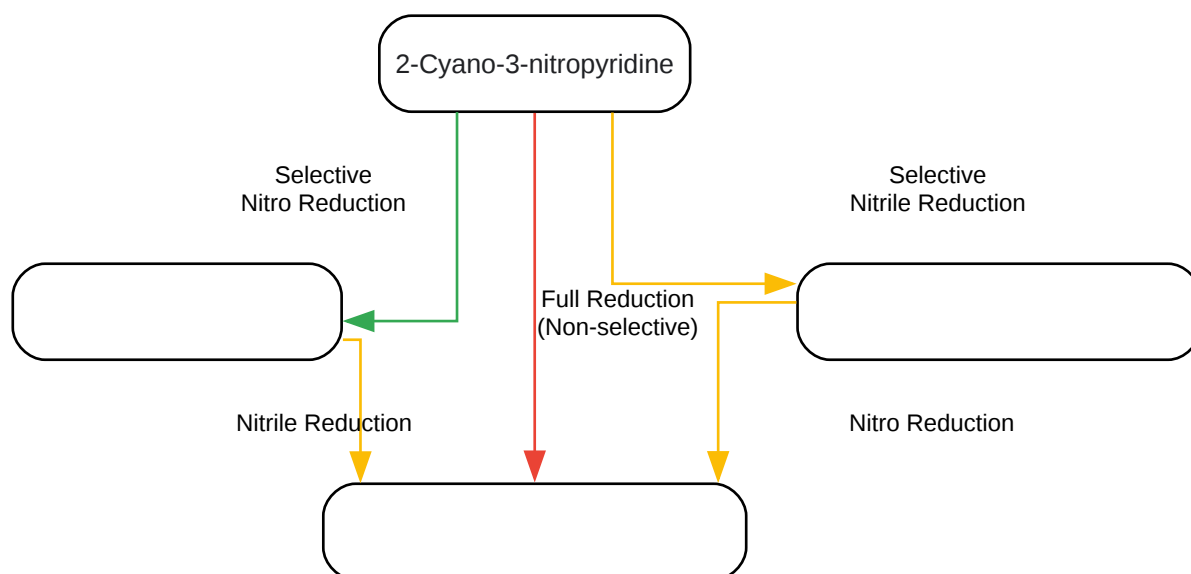 2-Cyano-3-nitropyridine
Selective
Nitro Reduction
Selective
Nitrile Reduction
Full Reduction
(Non-selective)
Nitrile Reduction
Nitro Reduction